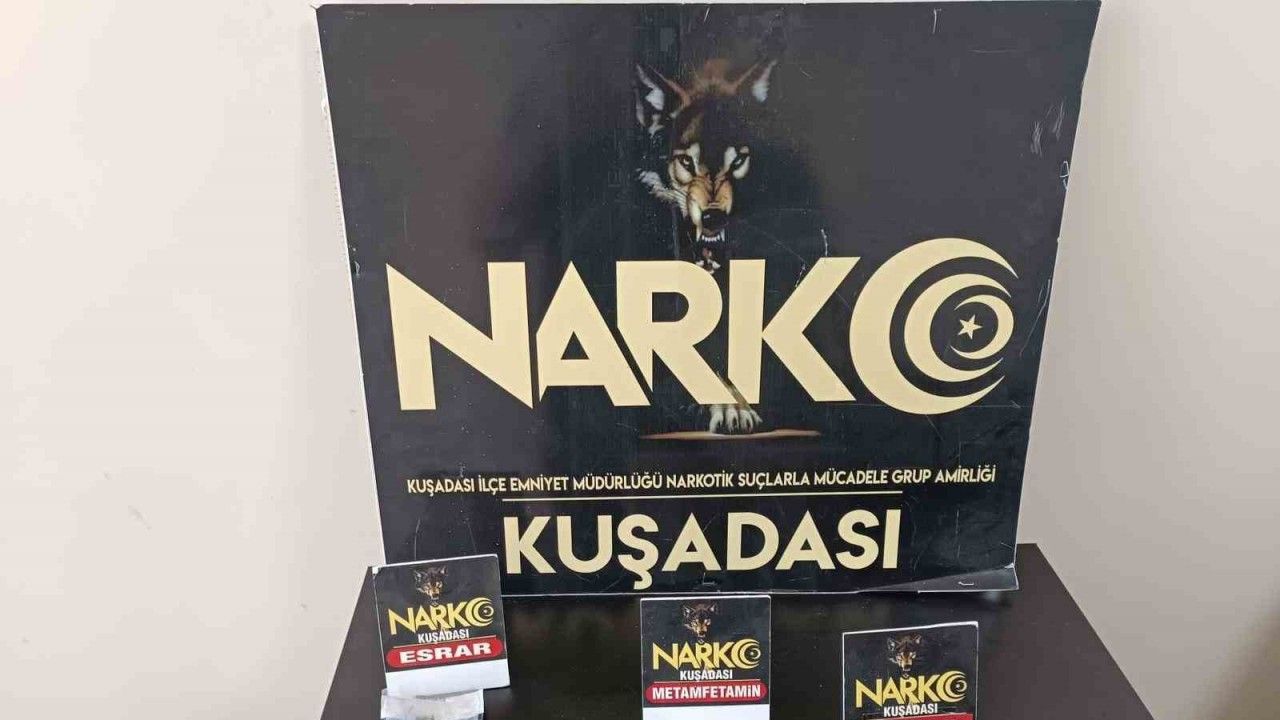 NARKO
KUŞADASI İLÇE EMNİYET MÜDÜRLÜĞÜ NARKOTİK SUÇLARLA MÜCADELE GRUP AMİRLİĞİ
KUŞADASI
NARKO
KUŞADASI
ESRAR
NARKO
KUŞADASI
METAMFETAMİN
NARKO
KUŞADASI